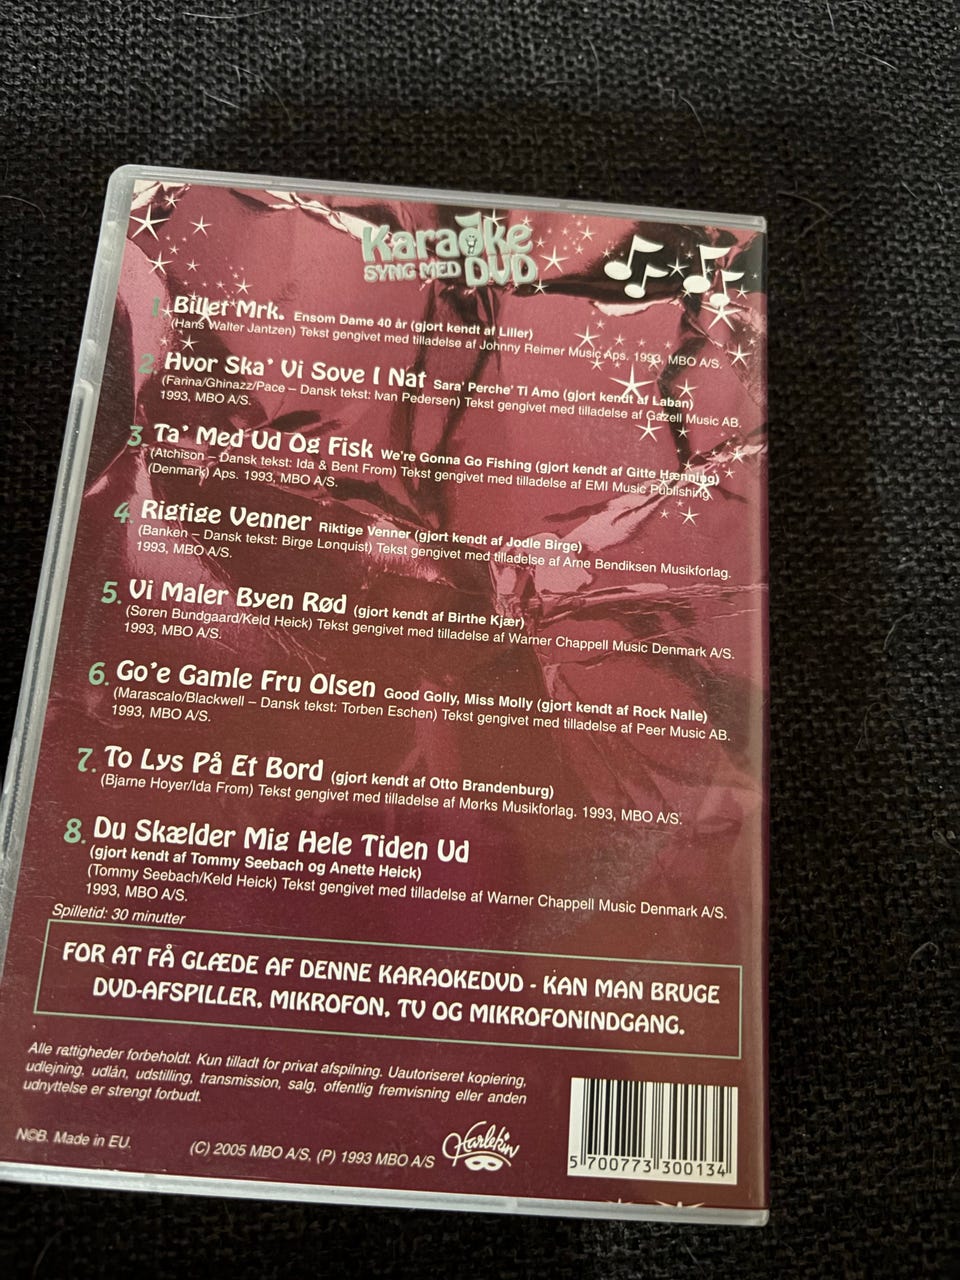 Karaoke
SYNG MED DVD
1. Billet Mrk. Ensom Dame 40 år (gjort kendt af Liller)
(Hans Walter Jantzen) Tekst gengivet med tilladelse af Johnny Reimer Music Aps. 1993, MBO A/S.
2. Hvor Ska' Vi Sove I Nat Sara' Perche' Ti Amo (gjort kendt af Laban)
(Farina/Ghinazz/Pace – Dansk tekst: Ivan Pedersen) Tekst gengivet med tilladelse af Gazell Music AB.
1993, MBO A/S.
3. Ta' Med Ud Og Fisk We're Gonna Go Fishing (gjort kendt af Gitte Hænning)
(Atchison – Dansk tekst: Ida & Bent From) Tekst gengivet med tilladelse af EMI Music Publishing
(Denmark) Aps. 1993, MBO A/S.
4. Rigtige Venner Riktige Venner (gjort kendt af Jodle Birge)
(Banken – Dansk tekst: Birge Lønquist) Tekst gengivet med tilladelse af Arne Bendiksen Musikforlag.
1993, MBO A/S.
5. Vi Maler Byen Rød (gjort kendt af Birthe Kjær)
(Søren Bundgaard/Keld Heick) Tekst gengivet med tilladelse af Warner Chappell Music Denmark A/S.
1993, MBO A/S.
6. Go'e Gamle Fru Olsen Good Golly, Miss Molly (gjort kendt af Rock Nalle)
(Marascalo/Blackwell – Dansk tekst: Torben Eschen) Tekst gengivet med tilladelse af Peer Music AB.
1993, MBO A/S.
7. To Lys På Et Bord (gjort kendt af Otto Brandenburg)
(Bjarne Hoyer/Ida From) Tekst gengivet med tilladelse af Mørks Musikforlag. 1993, MBO A/S.
8. Du Skælder Mig Hele Tiden Ud
(gjort kendt af Tommy Seebach og Anette Heick)
(Tommy Seebach/Keld Heick) Tekst gengivet med tilladelse af Warner Chappell Music Denmark A/S.
1993, MBO A/S.
Spilletid: 30 minutter
FOR AT FÅ GLÆDE AF DENNE KARAOKEDVD - KAN MAN BRUGE
DVD-AFSPILLER, MIKROFON, TV OG MIKROFONINDGANG.
Alle rettigheder forbeholdt. Kun tilladt for privat afspilning. Uautoriseret kopiering,
udlejning, udlån, udstilling, transmission, salg, offentlig fremvisning eller anden
udnyttelse er strengt forbudt.
N©B. Made in EU.
(C) 2005 MBO A/S. (P) 1993 MBO A/S
Harlekin
5 700773 300134